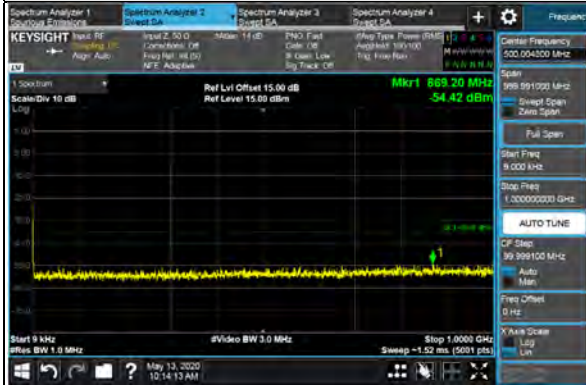 Spectrum Analyzer 1
Spurious Emissions
Spectrum Analyzer 2
Swept SA
Spectrum Analyzer 3
Swept SA
Spectrum Analyzer 4
Swept SA
Frequency
KEYSIGHT
Input: RF
Align: Auto
Input Z: 50 Ω
Corrections: Off
Freq Ref: Int (S)
NFE: Adaptive
#Atten: 14 dB
PNO: Fast
Gate: Off
IF Gain: Low
Sig Track: Off
#Avg Type: Power (RMS)
Avg|Hold: 100/100
Trig: Free Run
1 Spectrum
Scale/Div 10 dB
Log
Ref Lvl Offset 15.00 dB
Ref Level 15.00 dBm
Mkr1 869.20 MHz
-54.42 dBm
1
Start 9 kHz
#Res BW 1.0 MHz
#Video BW 3.0 MHz
Stop 1.0000 GHz
Sweep ~1.52 ms (5001 pts)
May 13, 2020
10:14:13 AM
Center Frequency
500.004500 MHz
Span
999.991000 MHz
Swept Span
Zero Span
Full Span
Start Freq
9.000 kHz
Stop Freq
1.000000000 GHz
AUTO TUNE
CF Step
99.999100 MHz
Auto
Man
Freq Offset
0 Hz
X Axis Scale
Log
Lin